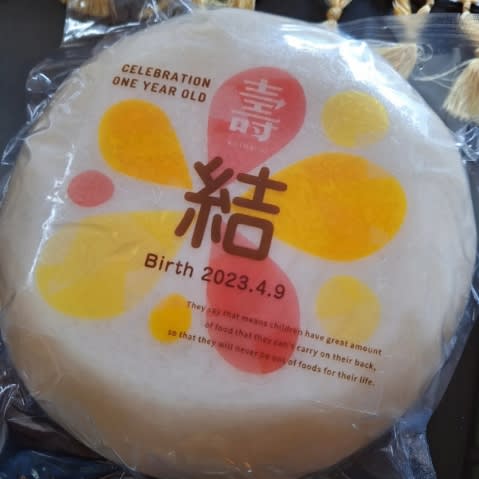 CELEBRATION
ONE YEAR OLD
壽
結
Birth 2023.4.9
They say that means children have great amount
of food that they can't carry on their back,
so that they will never be out of foods for their life.